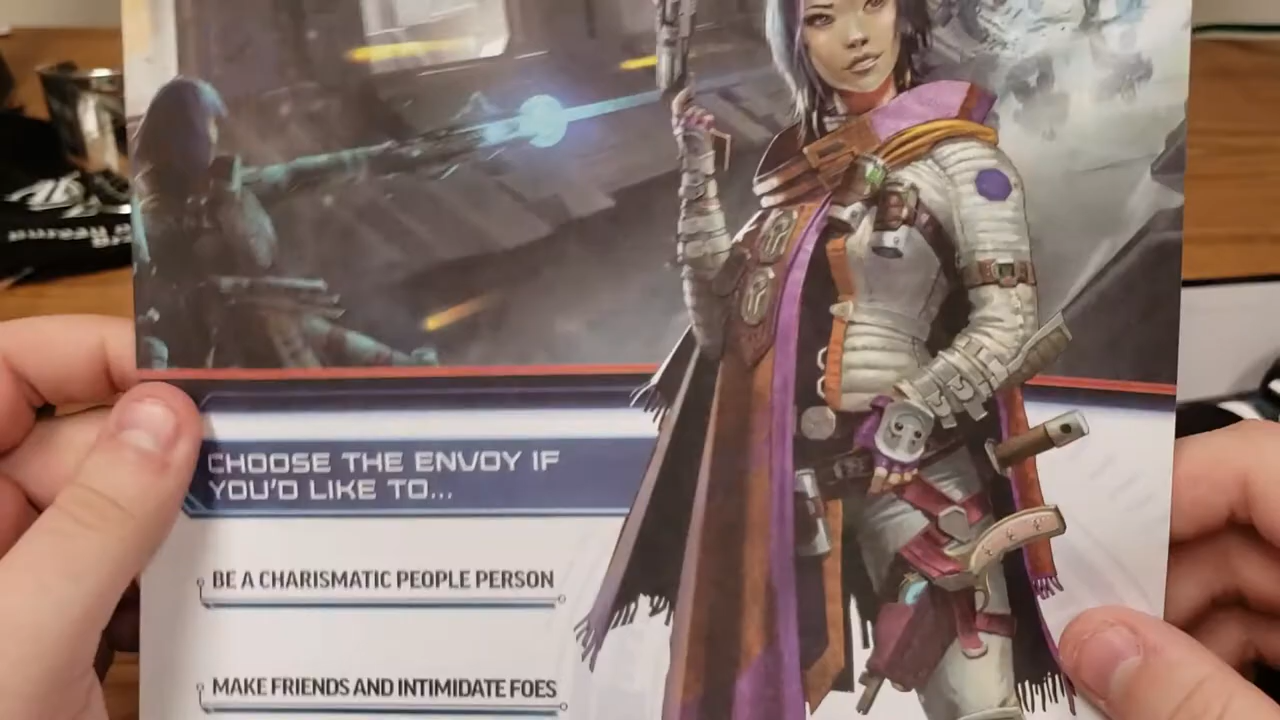 CHOOSE THE ENVOY IF
YOU'D LIKE TO...
BE A CHARISMATIC PEOPLE PERSON
MAKE FRIENDS AND INTIMIDATE FOES